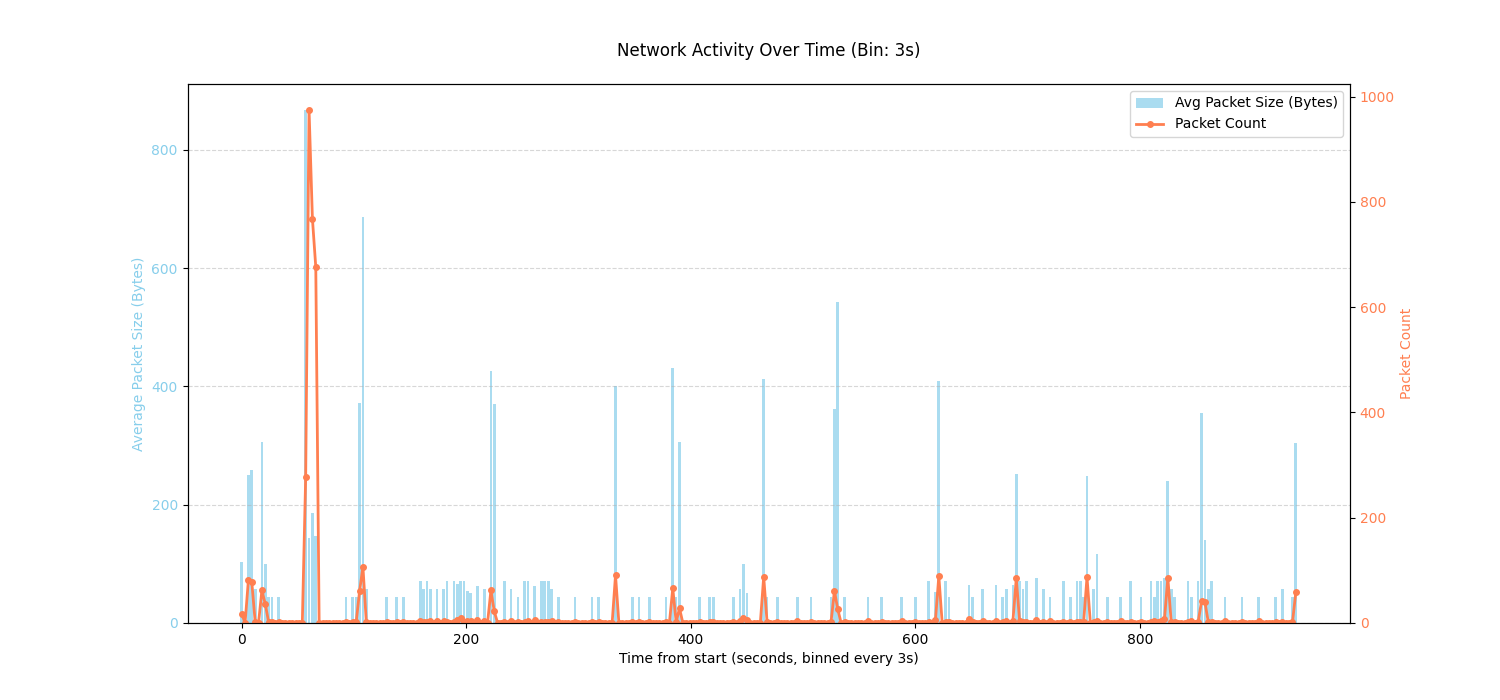 Network Activity Over Time (Bin: 3s)
Avg Packet Size (Bytes)
Packet Count
Average Packet Size (Bytes)
800
600
400
200
0
1000
800
600
400
200
0
Packet Count
0
200
400
600
800
Time from start (seconds, binned every 3s)